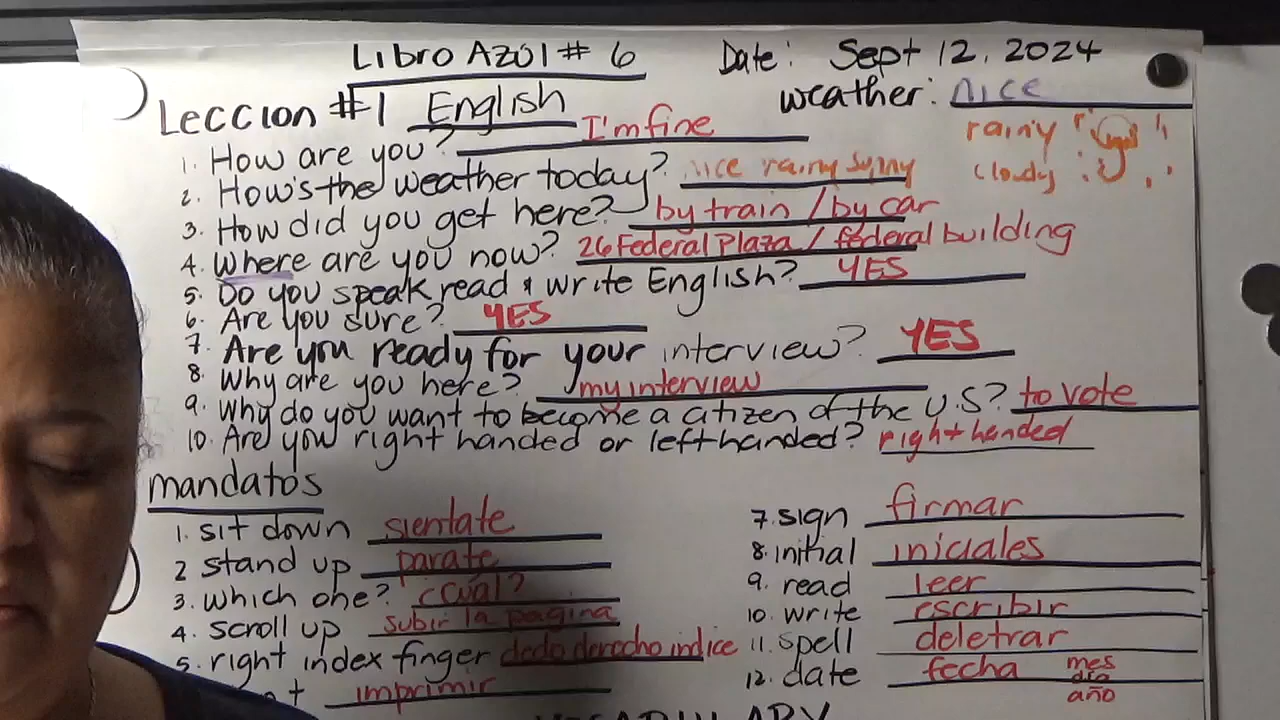 Libro Azúl # 6 Date: Sept 12, 2024
Leccion #1 English weather: nice
1. How are you? I'm fine rainy
2. How's the weather today? nice rainy sunny cloudy
3. How did you get here? by train / by car
4. Where are you now? 26 Federal Plaza / federal building
5. Do you speak read & write English? YES
6. Are you sure? YES
7. Are you ready for your interview? YES
8. Why are you here? my interview
9. Why do you want to become a citizen of the U.S? to vote
10. Are you right handed or left handed? right handed
mandatos
1. sit down sientate
2 stand up parate
3. which one? ¿cuál?
4. scroll up subir la pagina
5. right index finger dedo derecho indice
imprimir
7. sign firmar
8. initial iniciales
9. read leer
10. write escribir
11. spell deletrar
12. date fecha mes
dia
año
VOCABULARY